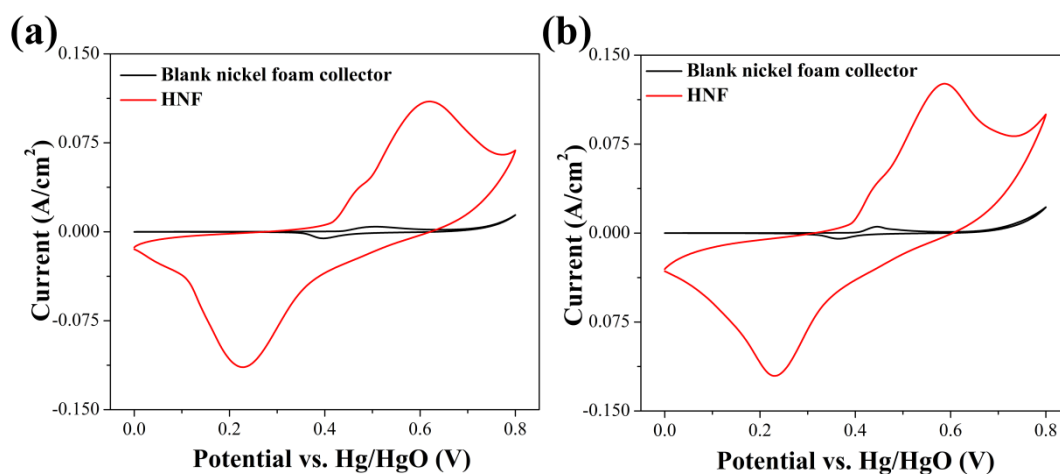 (a)
Blank nickel foam collector
HNF
0.150
0.075
0.000
-0.075
-0.150
Current (A/cm²)
0.0 0.2 0.4 0.6 0.8
Potential vs. Hg/HgO (V)
(b)
Blank nickel foam collector
HNF
0.150
0.075
0.000
0.075
-0.150
Current (A/cm²)
0.0 0.2 0.4 0.6 0.8
Potential vs. Hg/HgO (V)